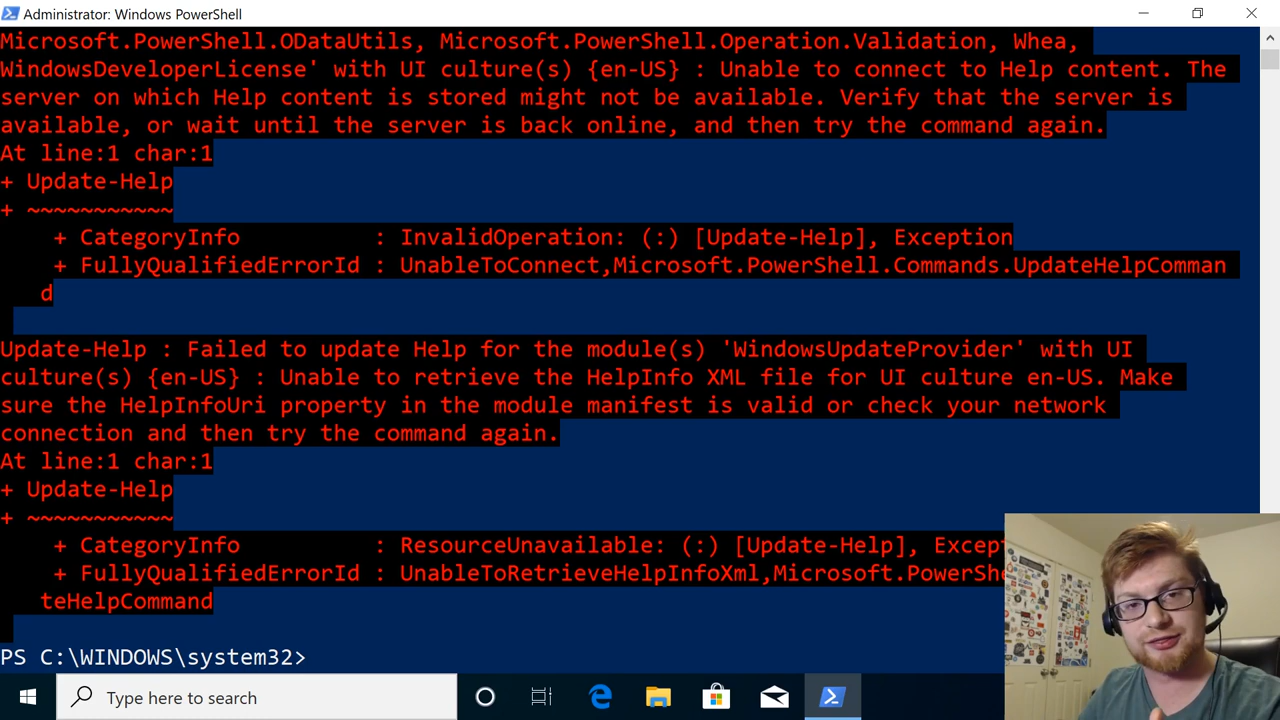 Administrator: Windows PowerShell
Microsoft.PowerShell.ODataUtils, Microsoft.PowerShell.Operation.Validation, Whea,
WindowsDeveloperLicense' with UI culture(s) {en-US} : Unable to connect to Help content. The
server on which Help content is stored might not be available. Verify that the server is
available, or wait until the server is back online, and then try the command again.
At line:1 char:1
+ Update-Help
+ ~~~~~~~~~~~
+ CategoryInfo : InvalidOperation: (:) [Update-Help], Exception
+ FullyQualifiedErrorId : UnableToConnect,Microsoft.PowerShell.Commands.UpdateHelpComman
d
Update-Help : Failed to update Help for the module(s) 'WindowsUpdateProvider' with UI
culture(s) {en-US} : Unable to retrieve the HelpInfo XML file for UI culture en-US. Make
sure the HelpInfoUri property in the module manifest is valid or check your network
connection and then try the command again.
At line:1 char:1
+ Update-Help
+ ~~~~~~~~~~~
+ CategoryInfo : ResourceUnavailable: (:) [Update-Help], Excep
+ FullyQualifiedErrorId : UnableToRetrieveHelpInfoXml,Microsoft.PowerShe
teHelpCommand
PS C:\WINDOWS\system32>
Type here to search